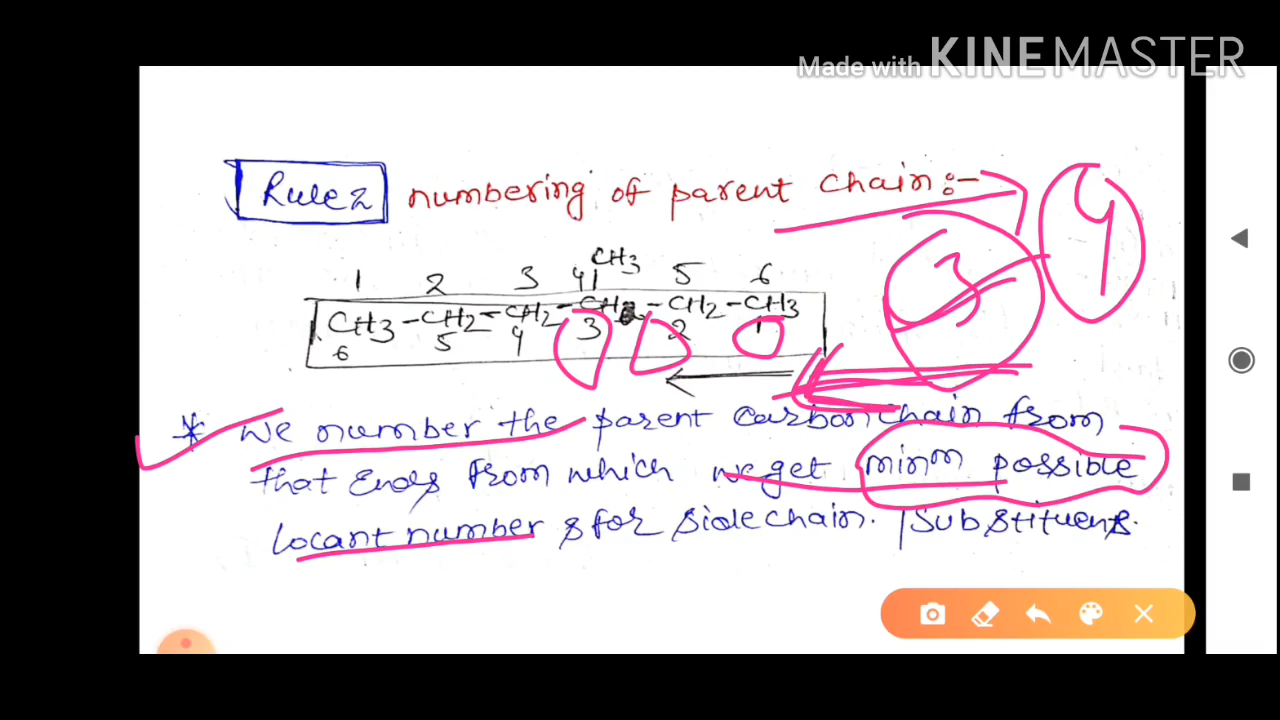 Made with KINEMASTER
Rule 2 numbering of parent chain :-
3 4
CH3
1 2 3 4 5 6
CH3-CH2-CH2-CH-CH2-CH3
6 5 4 3 2 1
* We number the parent carbon chain from
that Ends from which we get minm possible
locant numbers for side chain. /Substituents.